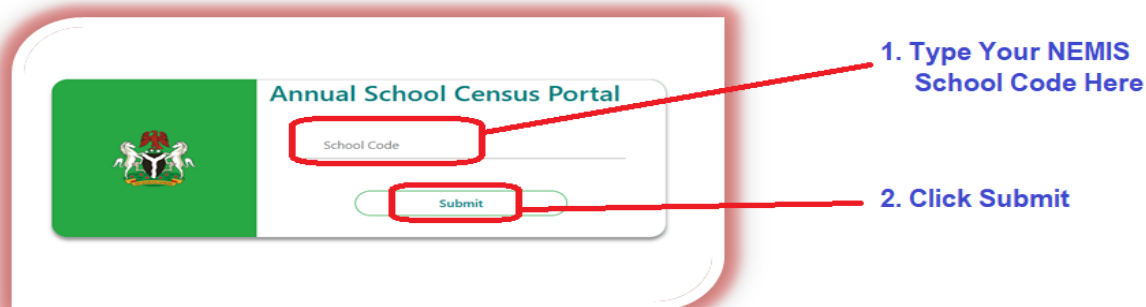 Annual School Census Portal
School Code
Submit
1. Type Your NEMIS
School Code Here
2. Click Submit